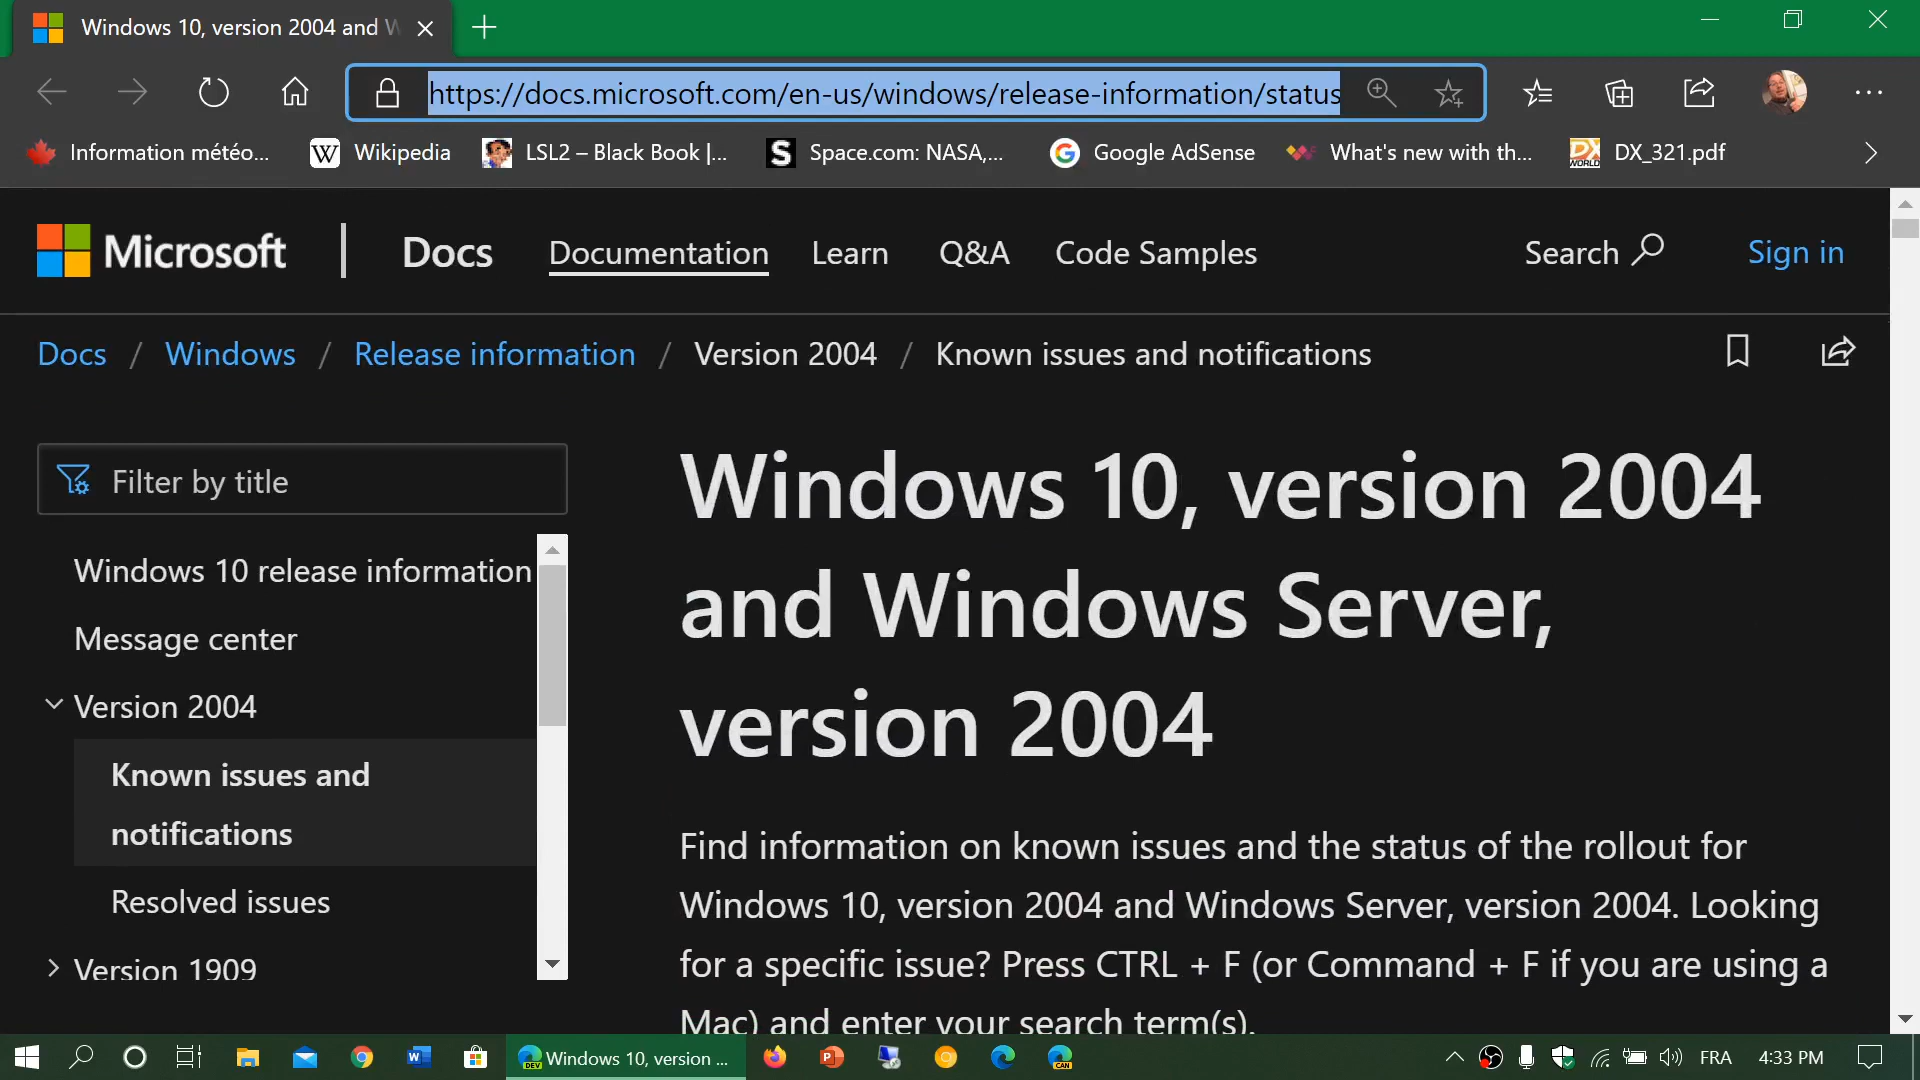 Windows 10, version 2004 and W
https://docs.microsoft.com/en-us/windows/release-information/status
Information météo...
W Wikipedia
LSL2 – Black Book |...
S Space.com: NASA,...
G Google AdSense
What's new with th...
DX WORLD DX_321.pdf
Microsoft
Docs
Documentation
Learn
Q&A
Code Samples
Search
Sign in
Docs / Windows / Release information / Version 2004 / Known issues and notifications
Filter by title
Windows 10 release information
Message center
Version 2004
Known issues and
notifications
Resolved issues
Version 1909
Windows 10, version 2004
and Windows Server,
version 2004
Find information on known issues and the status of the rollout for
Windows 10, version 2004 and Windows Server, version 2004. Looking
for a specific issue? Press CTRL + F (or Command + F if you are using a
Mac) and enter your search term(s).
W
DEV Windows 10, version ...
P
CAN
FRA
4:33 PM